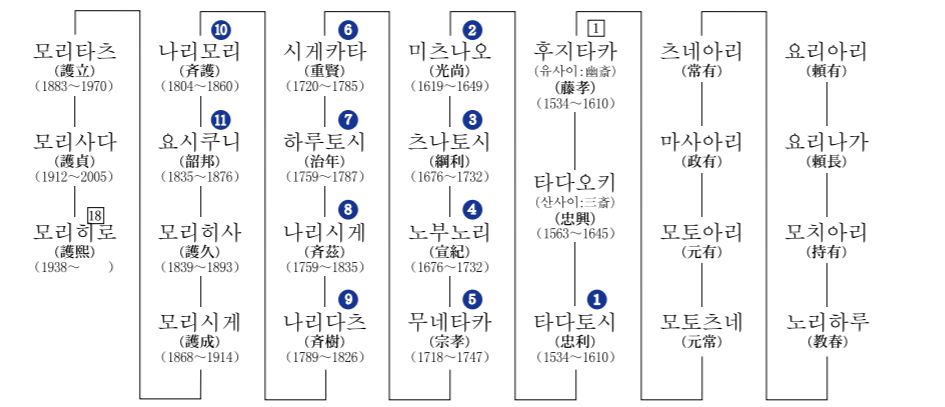 요리아리
(頼有)
요리나가
(頼長)
모치아리
(持有)
노리하루
(教春)
츠네아리
(常有)
마사아리
(政有)
모토아리
(元有)
모토츠네
(元常)
1
후지타카
(유사이:幽斎)
(藤孝)
(1534～1610)
타다오키
(산사이:三斎)
(忠興)
(1563～1645)
1
타다토시
(忠利)
(1534～1610)
2
미츠나오
(光尚)
(1619～1649)
3
츠나토시
(綱利)
(1676～1732)
4
노부노리
(宣紀)
(1676～1732)
5
무네타카
(宗孝)
(1718～1747)
6
시게카타
(重賢)
(1720～1785)
7
하루토시
(治年)
(1759～1787)
8
나리시게
(斉茲)
(1759～1835)
9
나리다츠
(斉樹)
(1789～1826)
10
나리모리
(斉護)
(1804～1860)
11
요시쿠니
(韶邦)
(1835～1876)
모리히사
(護久)
(1839～1893)
모리시게
(護成)
(1868～1914)
모리타츠
(護立)
(1883～1970)
모리사다
(護貞)
(1912～2005)
18
모리히로
(護熙)
(1938～ )